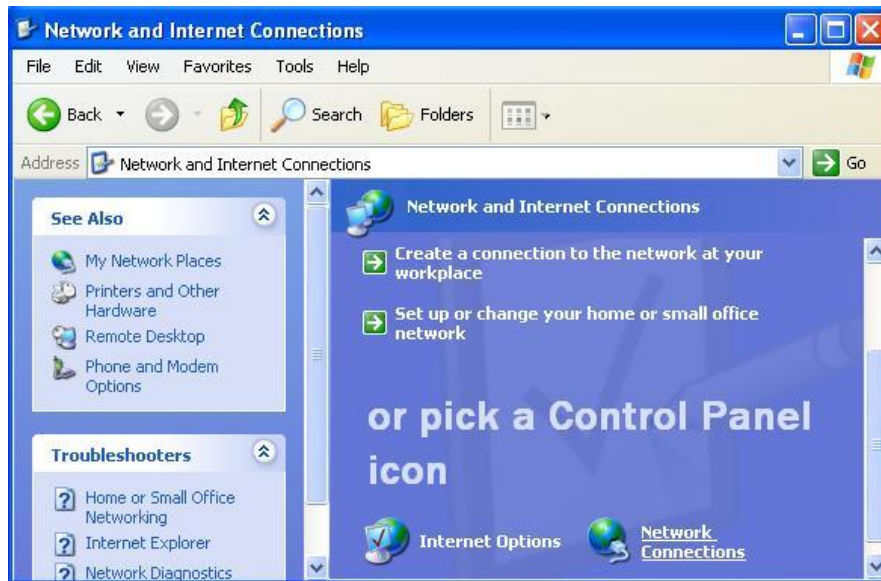 Network and Internet Connections
File Edit View Favorites Tools Help
Back Search Folders
Address Network and Internet Connections Go
See Also
My Network Places
Printers and Other
Hardware
Remote Desktop
Phone and Modem
Options
Troubleshooters
Home or Small Office
Networking
Internet Explorer
Network Diagnostics
Network and Internet Connections
Create a connection to the network at your
workplace
Set up or change your home or small office
network
or pick a Control Panel
icon
Internet Options
Network
Connections